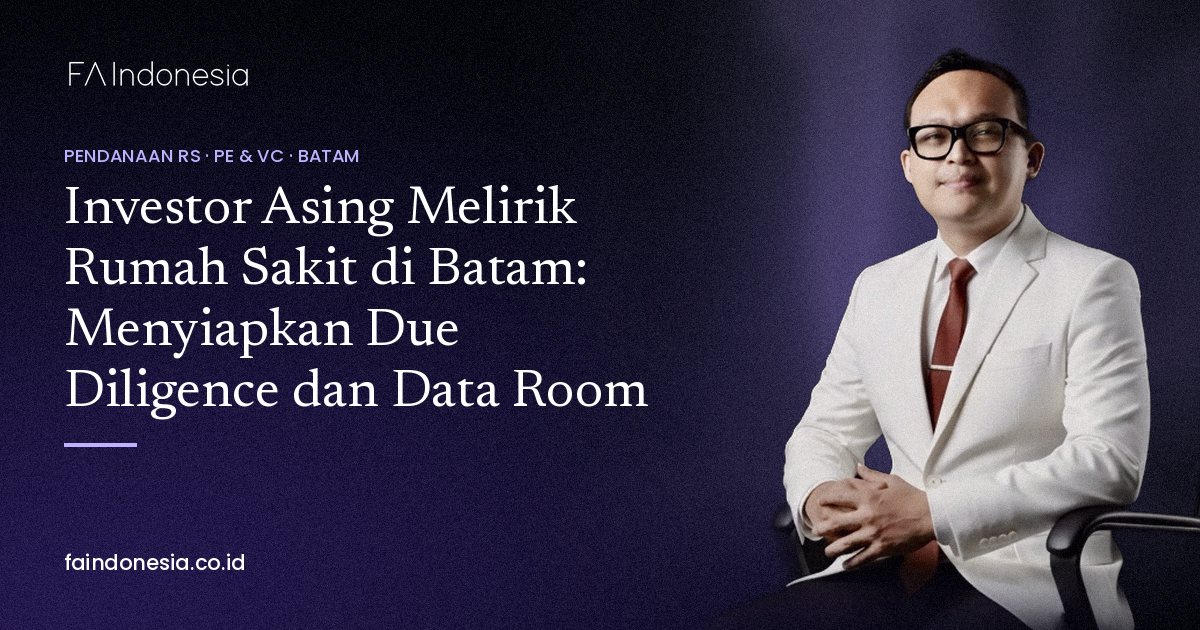 FA Indonesia
PENDANAAN RS · PE & VC · BATAM
Investor Asing Melirik
Rumah Sakit di Batam:
Menyiapkan Due
Diligence dan Data Room
faindonesia.co.id